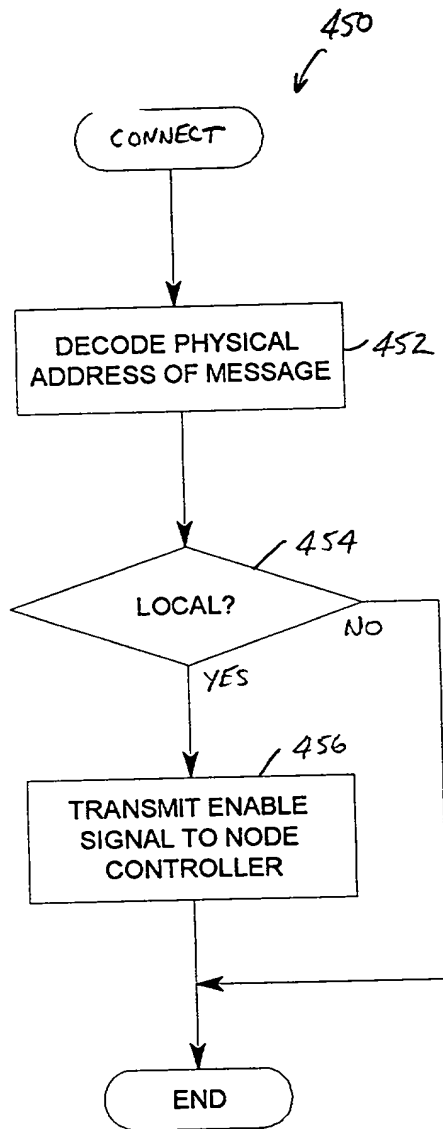 450
CONNECT
DECODE PHYSICAL
ADDRESS OF MESSAGE
452
454
LOCAL?
NO
YES
456
TRANSMIT ENABLE
SIGNAL TO NODE
CONTROLLER
END